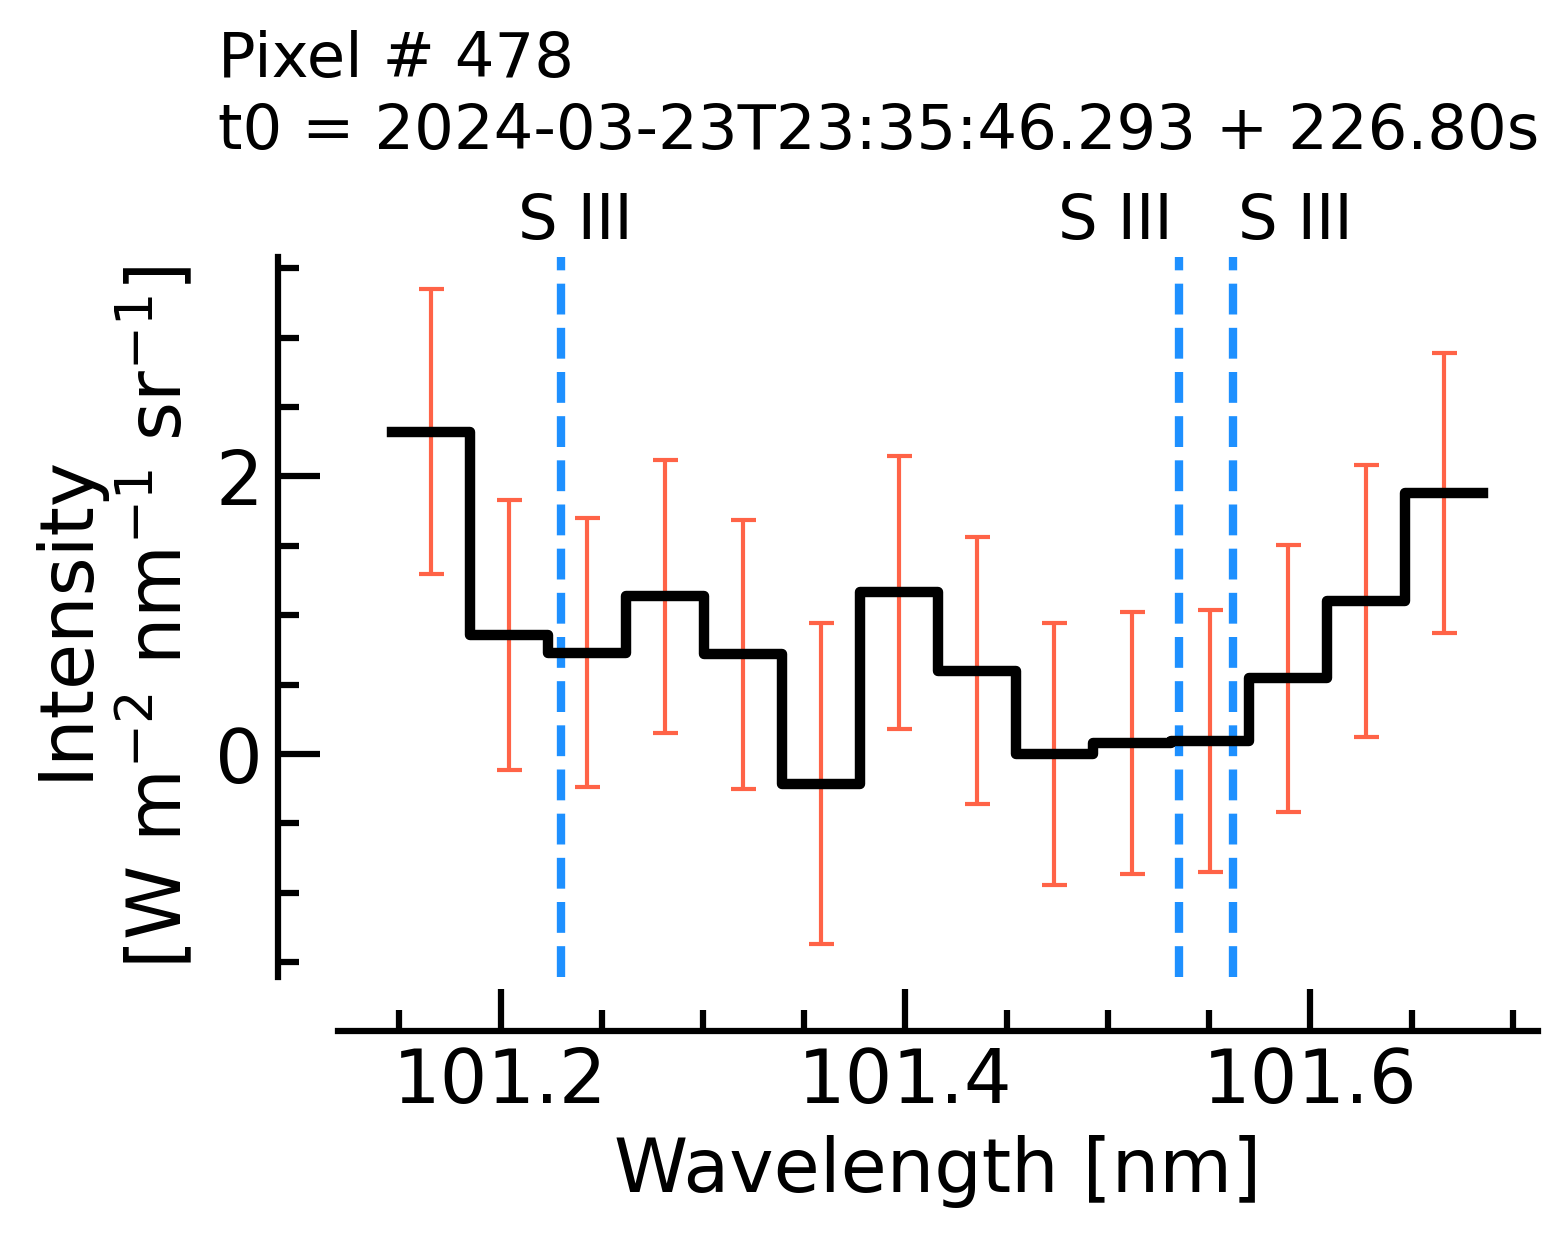 Pixel # 478
t0 = 2024-03-23T23:35:46.293 + 226.80s
S III S III S III
Intensity
[W m⁻² nm⁻¹ sr⁻¹]
2
0
101.2 101.4 101.6
Wavelength [nm]